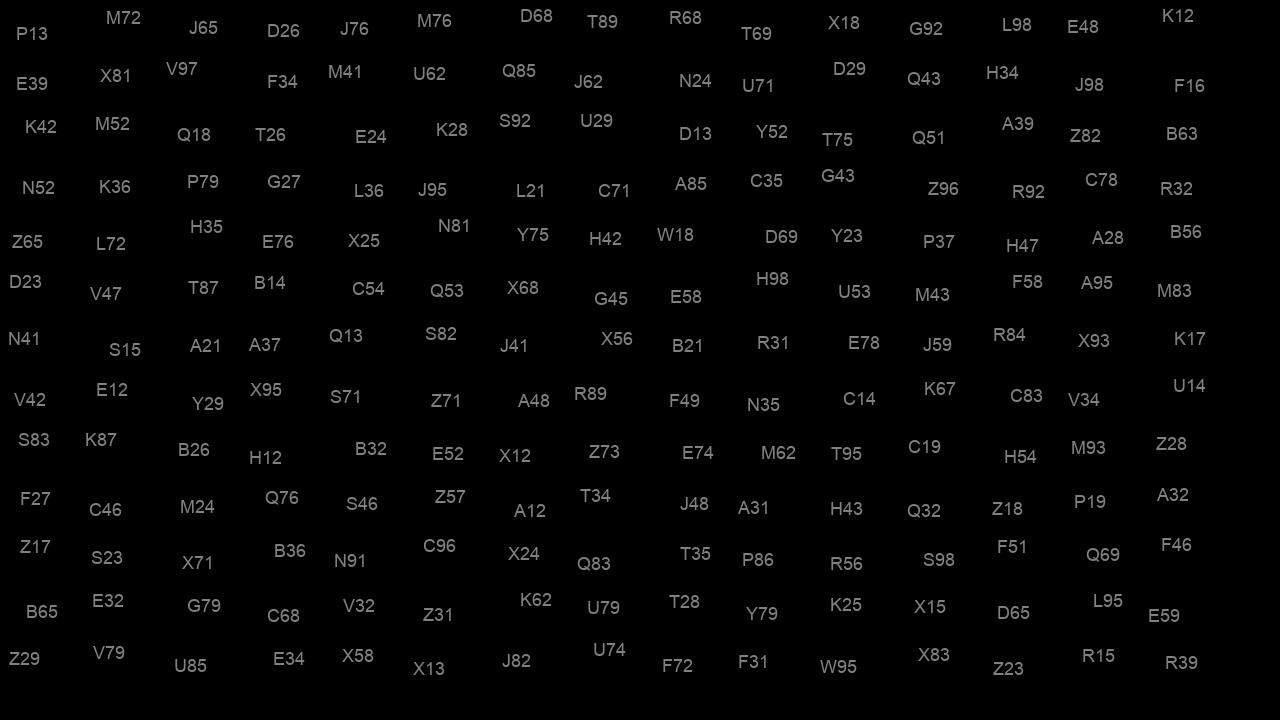 P13 M72 J65 D26 J76 M76 D68 T89 R68 T69 X18 G92 L98 E48 K12
E39 X81 V97 F34 M41 U62 Q85 J62 N24 U71 D29 Q43 H34 J98 F16
K42 M52 Q18 T26 E24 K28 S92 U29 D13 Y52 T75 Q51 A39 Z82 B63
N52 K36 P79 G27 L36 J95 L21 C71 A85 C35 G43 Z96 R92 C78 R32
Z65 L72 H35 E76 X25 N81 Y75 H42 W18 D69 Y23 P37 H47 A28 B56
D23 V47 T87 B14 C54 Q53 X68 G45 E58 H98 U53 M43 F58 A95 M83
N41 S15 A21 A37 Q13 S82 J41 X56 B21 R31 E78 J59 R84 X93 K17
V42 E12 Y29 X95 S71 Z71 A48 R89 F49 N35 C14 K67 C83 V34 U14
S83 K87 B26 H12 B32 E52 X12 Z73 E74 M62 T95 C19 H54 M93 Z28
F27 C46 M24 Q76 S46 Z57 A12 T34 J48 A31 H43 Q32 Z18 P19 A32
Z17 S23 X71 B36 N91 C96 X24 Q83 T35 P86 R56 S98 F51 Q69 F46
B65 E32 G79 C68 V32 Z31 K62 U79 T28 Y79 K25 X15 D65 L95 E59
Z29 V79 U85 E34 X58 X13 J82 U74 F72 F31 W95 X83 Z23 R15 R39